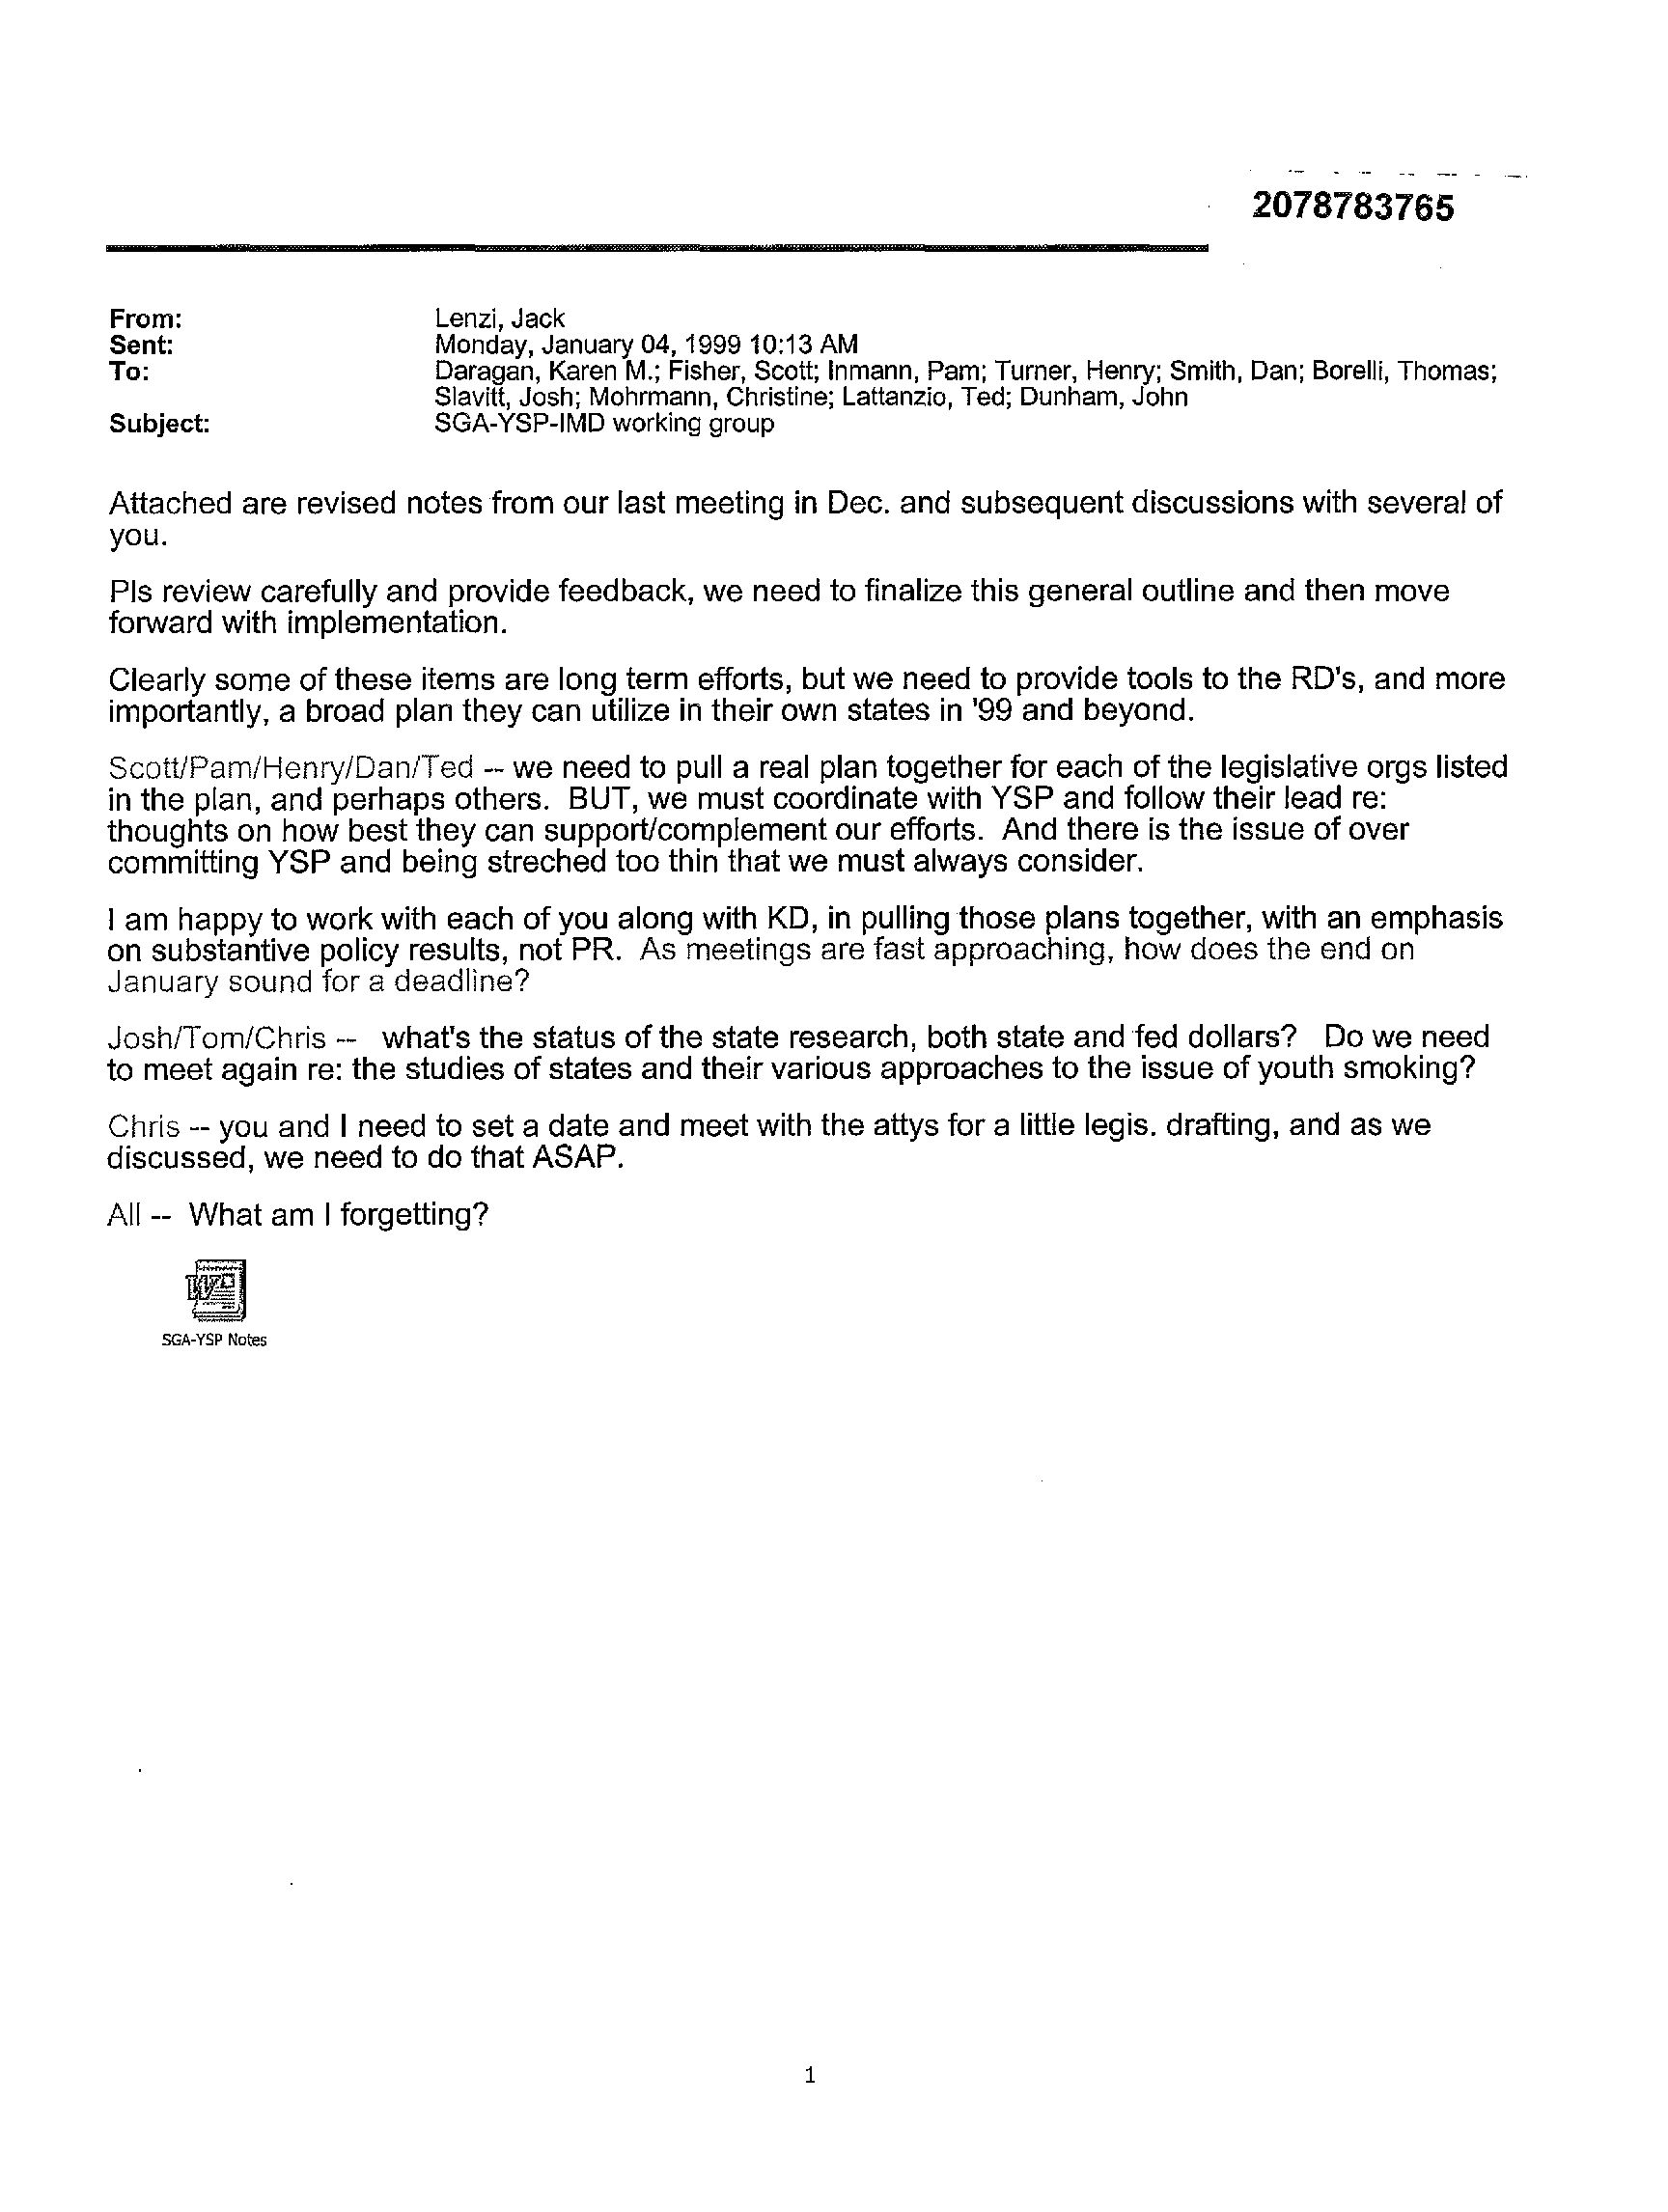 2078783765
From: Lenzi, Jack
Sent: Monday, January 04, 1999 10:13 AM
To: Daragan, Karen M.; Fisher, Scott; Inmann, Pam; Turner, Henry; Smith, Dan; Borelli, Thomas;
Slavitt, Josh; Mohrmann, Christine; Lattanzio, Ted; Dunham, John
Subject: SGA-YSP-IMD working group
Attached are revised notes from our last meeting in Dec. and subsequent discussions with several of
you.
Pls review carefully and provide feedback, we need to finalize this general outline and then move
forward with implementation.
Clearly some of these items are long term efforts, but we need to provide tools to the RD's, and more
importantly, a broad plan they can utilize in their own states in '99 and beyond.
Scott/Pam/Henry/Dan/Ted -- we need to pull a real plan together for each of the legislative orgs listed
in the plan, and perhaps others. BUT, we must coordinate with YSP and follow their lead re:
thoughts on how best they can support/complement our efforts. And there is the issue of over
committing YSP and being streched too thin that we must always consider.
I am happy to work with each of you along with KD, in pulling those plans together, with an emphasis
on substantive policy results, not PR. As meetings are fast approaching, how does the end on
January sound for a deadline?
Josh/Tom/Chris -- what's the status of the state research, both state and fed dollars? Do we need
to meet again re: the studies of states and their various approaches to the issue of youth smoking?
Chris -- you and I need to set a date and meet with the attys for a little legis. drafting, and as we
discussed, we need to do that ASAP.
All -- What am I forgetting?
W
SGA-YSP Notes
1